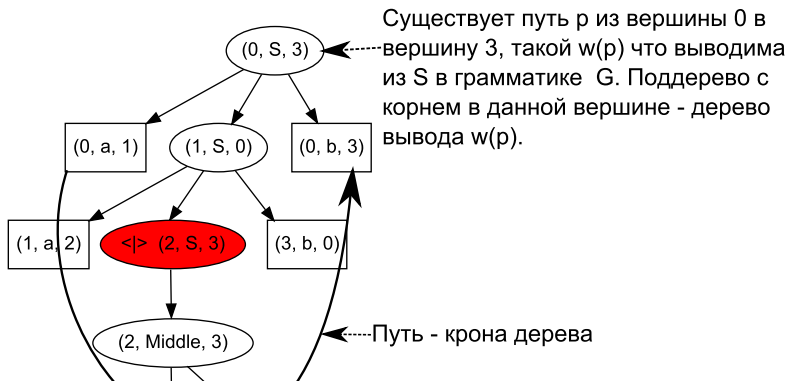 Существует путь p из вершины 0 в
вершину 3, такой w(p) что выводима
из S в грамматике G. Поддерево с
корнем в данной вершине - дерево
вывода w(p).
(0, S, 3)
(0, a, 1)
(1, S, 0)
(0, b, 3)
(1, a, 2)
<|> (2, S, 3)
(3, b, 0)
(2, Middle, 3)
Путь - крона дерева